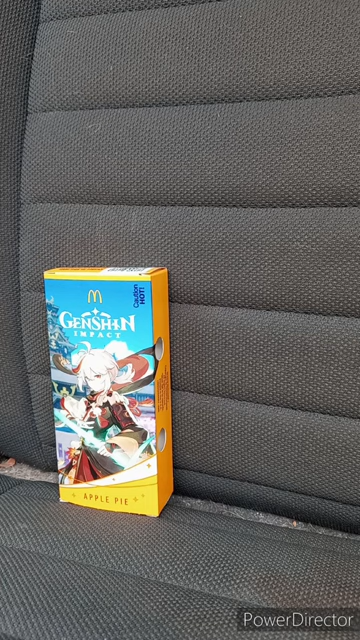 Caution
HOT!
GENSHIN
IMPACT
APPLE PIE
PowerDirector